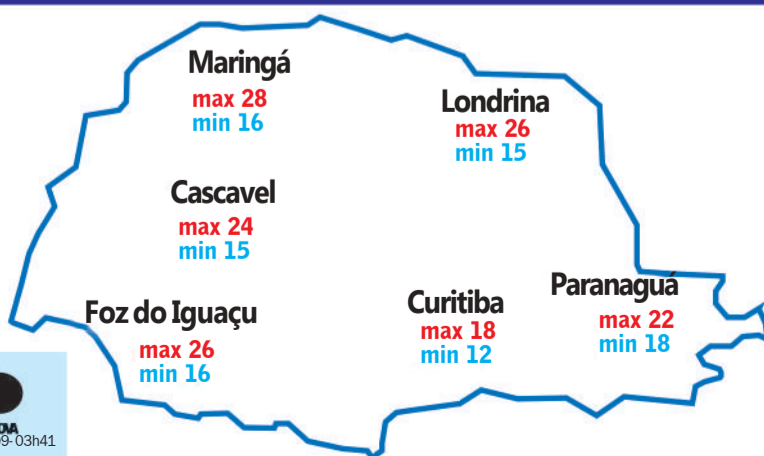 Maringá
max 28
min 16
Londrina
max 26
min 15
Cascavel
max 24
min 15
Foz do Iguaçu
max 26
min 16
Curitiba
max 18
min 12
Paranaguá
max 22
min 18
03h41